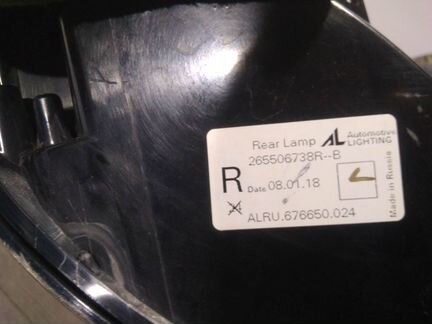 Rear Lamp AL Automotive LIGHTING
265506738R--B
R Date 08.01.18
ALRU.676650.024
Made in Russia